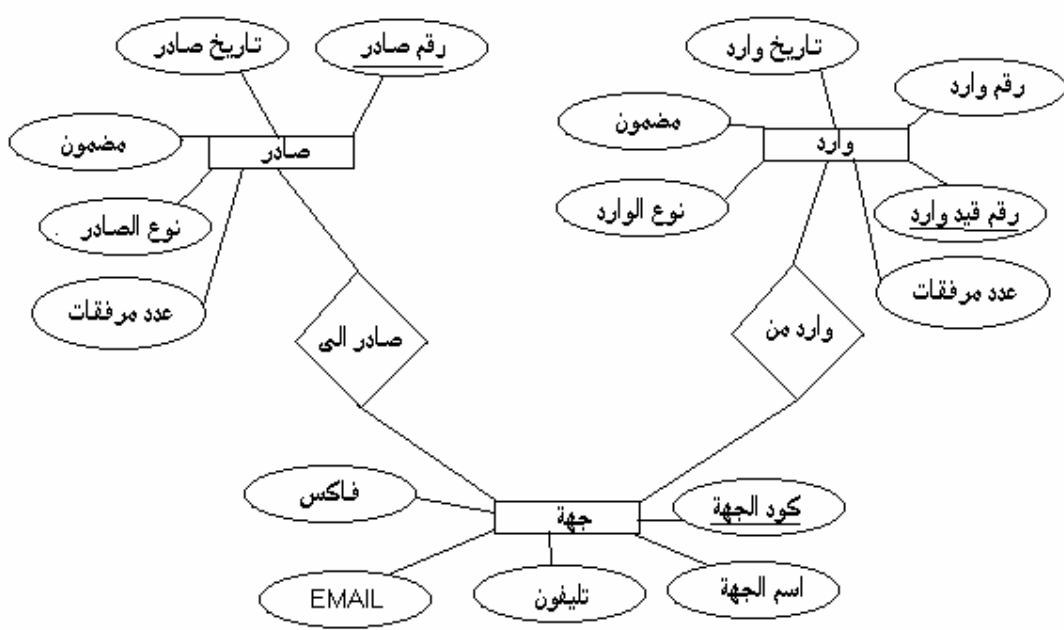 رقم وارد
تاريخ وارد
رقم صادر
تاريخ صادر
مضمون
وارد
صادر
مضمون
رقم قيد وارد
نوع الوارد
نوع الصادر
عدد مرفقات
عدد مرفقات
وارد من
صادر الى
فاكس
كود الجهة
جهة
اسم الجهة
تليفون
EMAIL